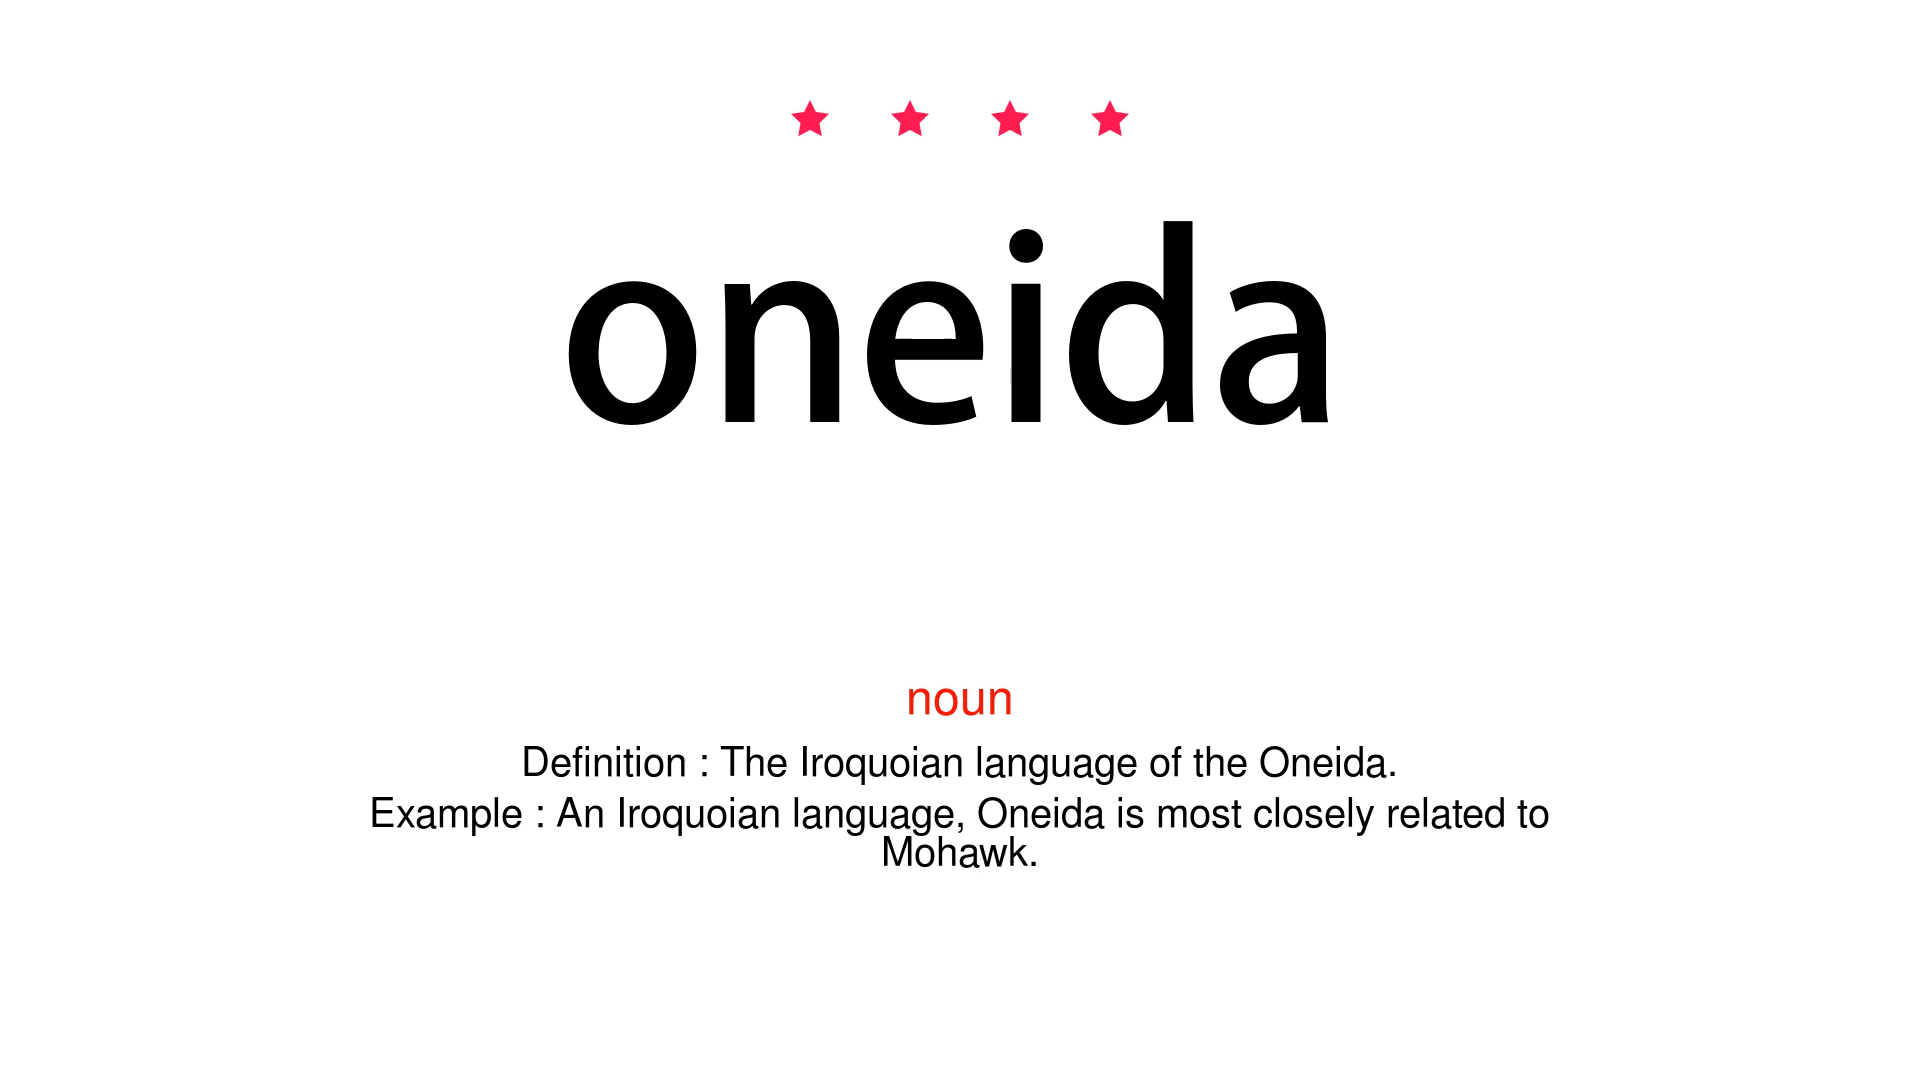 oneida
noun
Definition : The Iroquoian language of the Oneida.
Example : An Iroquoian language, Oneida is most closely related to
Mohawk.